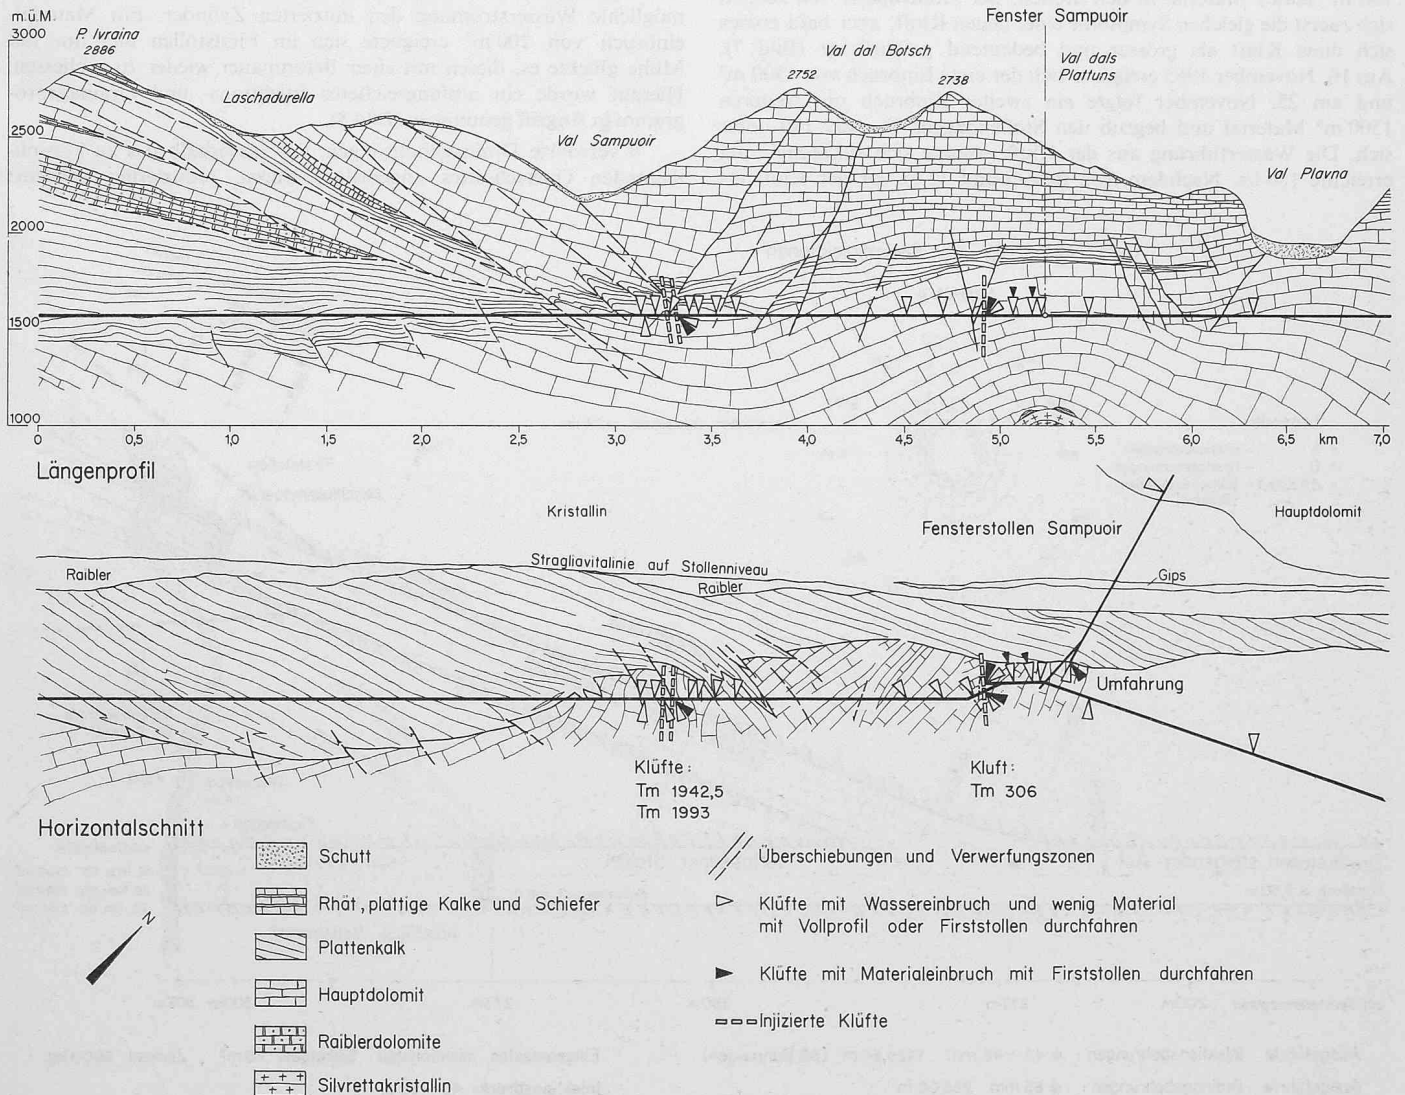 m ü.M.
3000
P. Ivraina
2886
Laschadurella
2500
Val Sampuoir
2752
Val dal Botsch
2738
Fenster Sampuoir
Val dals
Plattuns
Val Plavna
2000
1500
1000
0 0,5 1,0 1,5 2,0 2,5 3,0 3,5 4,0 4,5 5,0 5,5 6,0 6,5 km 7,0
Längenprofil
Kristallin
Fensterstollen Sampuoir
Hauptdolomit
Raibler
Stragliavitalinie auf Stollenniveau
Raibler
Gips
Umfahrung
Klüfte:
Tm 1942,5
Tm 1993
Kluft:
Tm 306
Horizontalschnitt
N
Schutt
Rhät, plattige Kalke und Schiefer
Plattenkalk
Hauptdolomit
Raiblerdolomite
Silvrettakristallin
Überschiebungen und Verwerfungszonen
Klüfte mit Wassereinbruch und wenig Material
mit Vollprofil oder Firststollen durchfahren
Klüfte mit Materialeinbruch mit Firststollen durchfahren
Injizierte Klüfte